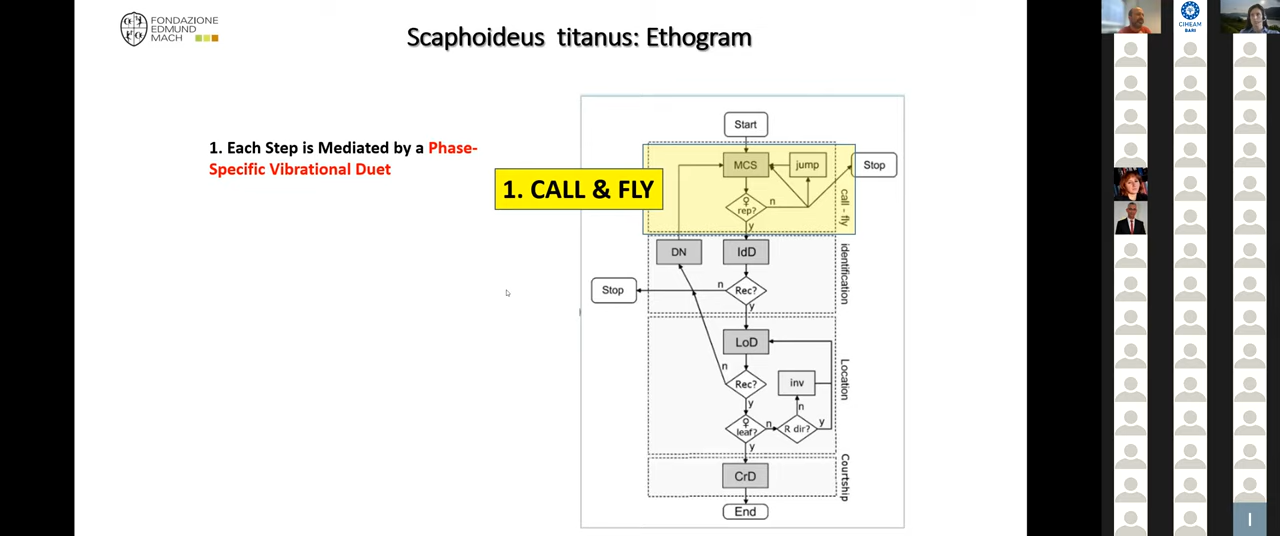 FONDAZIONE
EDMUND
MACH
Scaphoideus titanus: Ethogram
1. Each Step is Mediated by a Phase-
Specific Vibrational Duet
1. CALL & FLY
Start
MCS
jump
Stop
♀
rep?
n
y
call - fly
DN
IdD
identification
Stop
n
Rec?
y
LoD
Location
n
Rec?
inv
y
n
♀
leaf?
n
R dir?
y
y
CrD
Courtship
End
CIHEAM
BARI
I